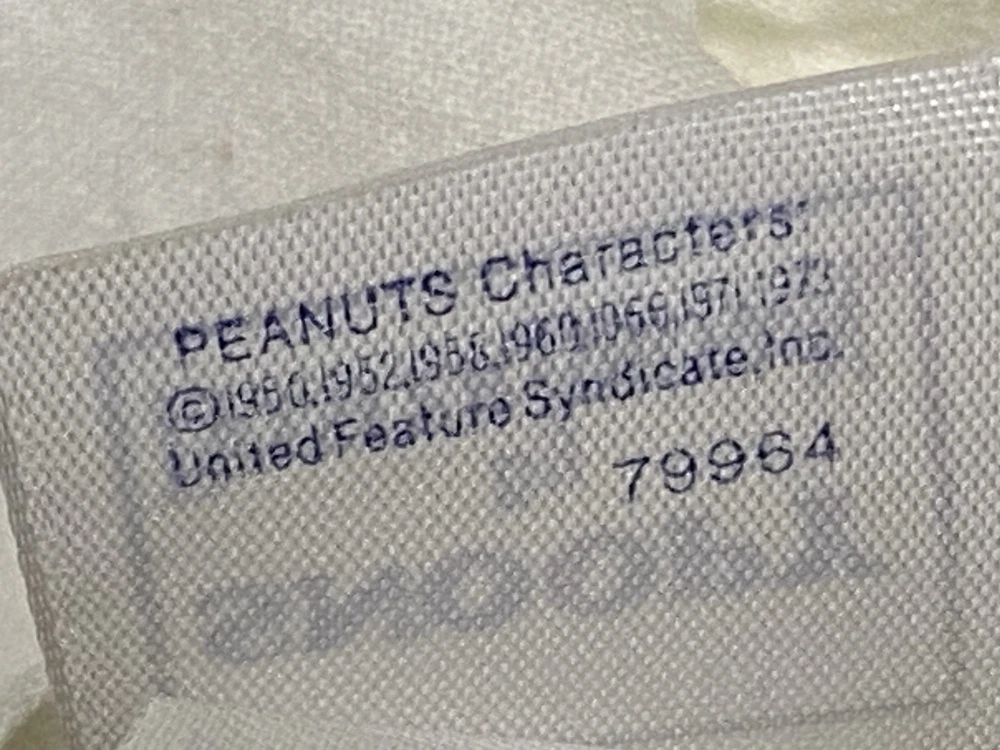 PEANUTS Characters:
©1950,1952,1958,1960,1966,1971,1973
United Feature Syndicate,Inc.
79964